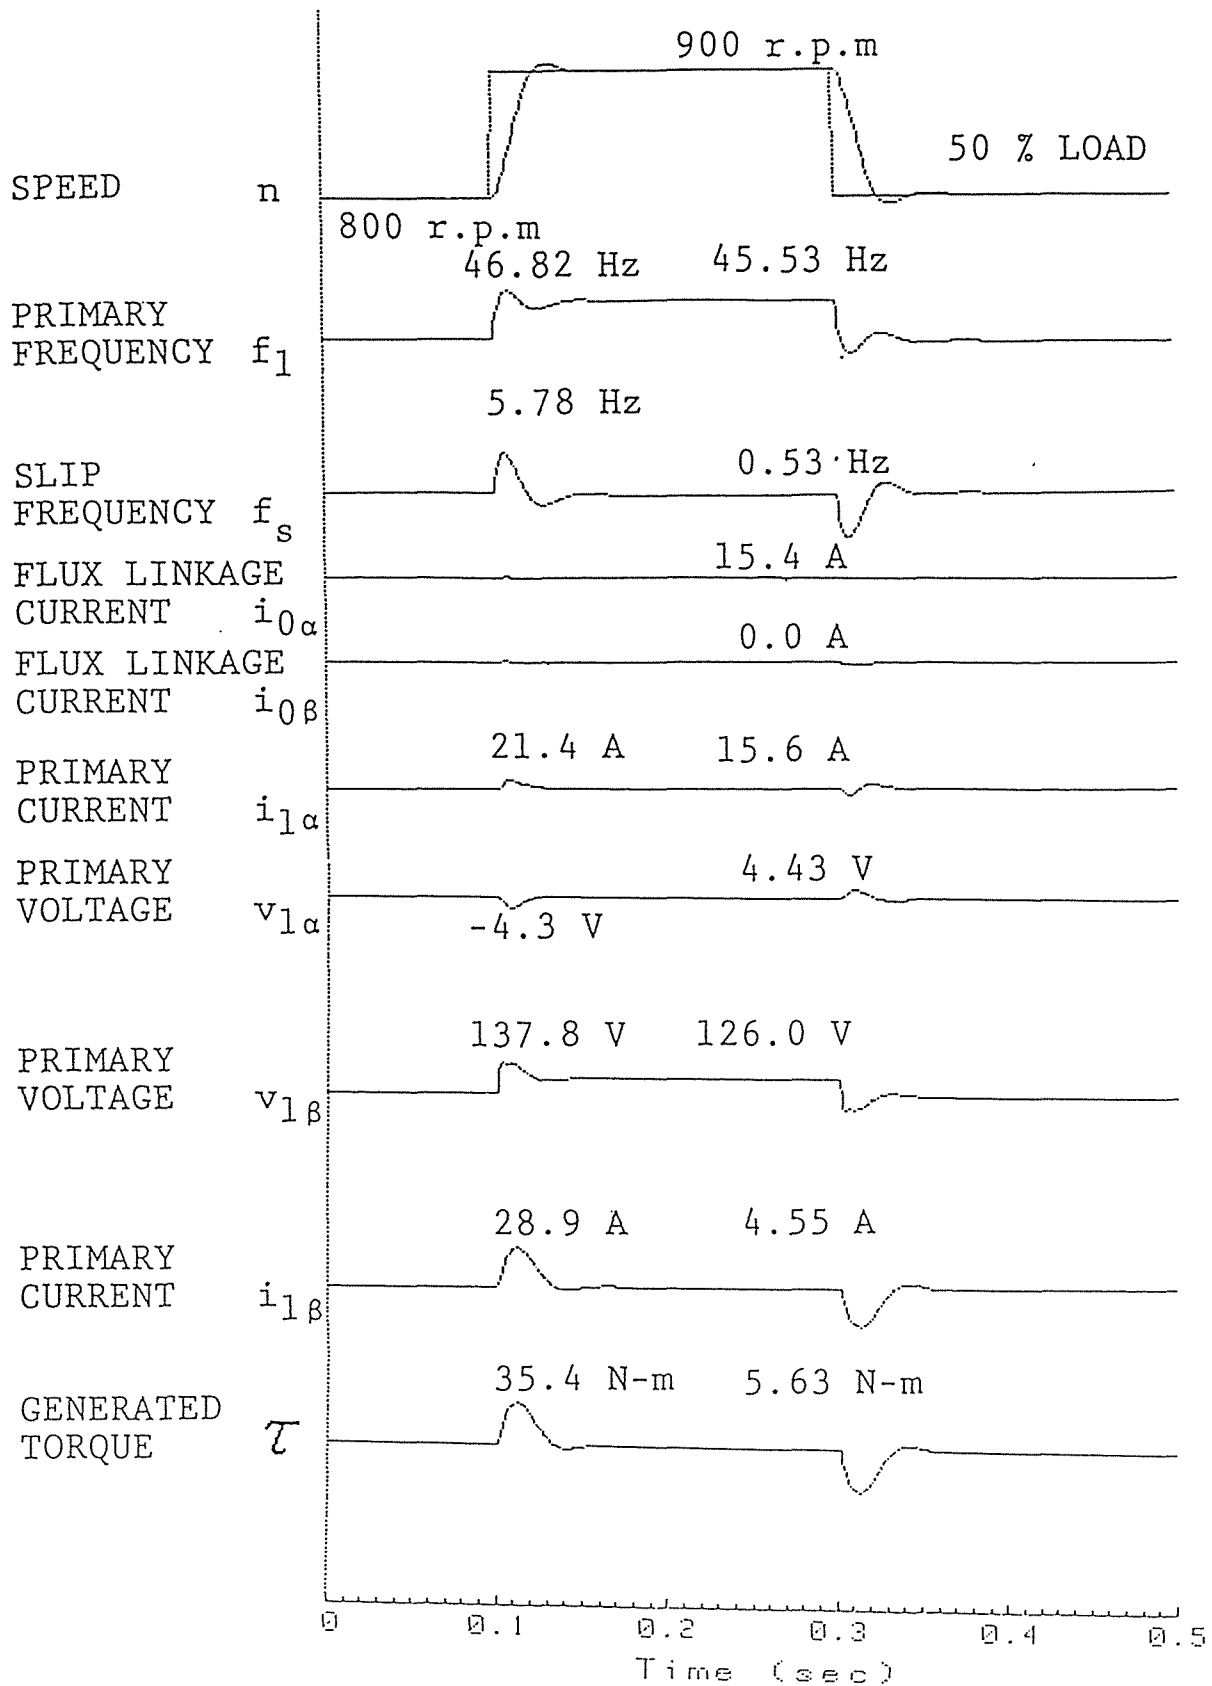 900 r.p.m
50 % LOAD
SPEED n
800 r.p.m
46.82 Hz 45.53 Hz
PRIMARY
FREQUENCY f1
5.78 Hz
SLIP
FREQUENCY fs
0.53 Hz
15.4 A
FLUX LINKAGE
CURRENT i0α
0.0 A
FLUX LINKAGE
CURRENT i0β
21.4 A 15.6 A
PRIMARY
CURRENT i1α
4.43 V
PRIMARY
VOLTAGE v1α
-4.3 V
137.8 V 126.0 V
PRIMARY
VOLTAGE v1β
28.9 A 4.55 A
PRIMARY
CURRENT i1β
35.4 N-m 5.63 N-m
GENERATED
TORQUE τ
0 0.1 0.2 0.3 0.4 0.5
Time (sec)